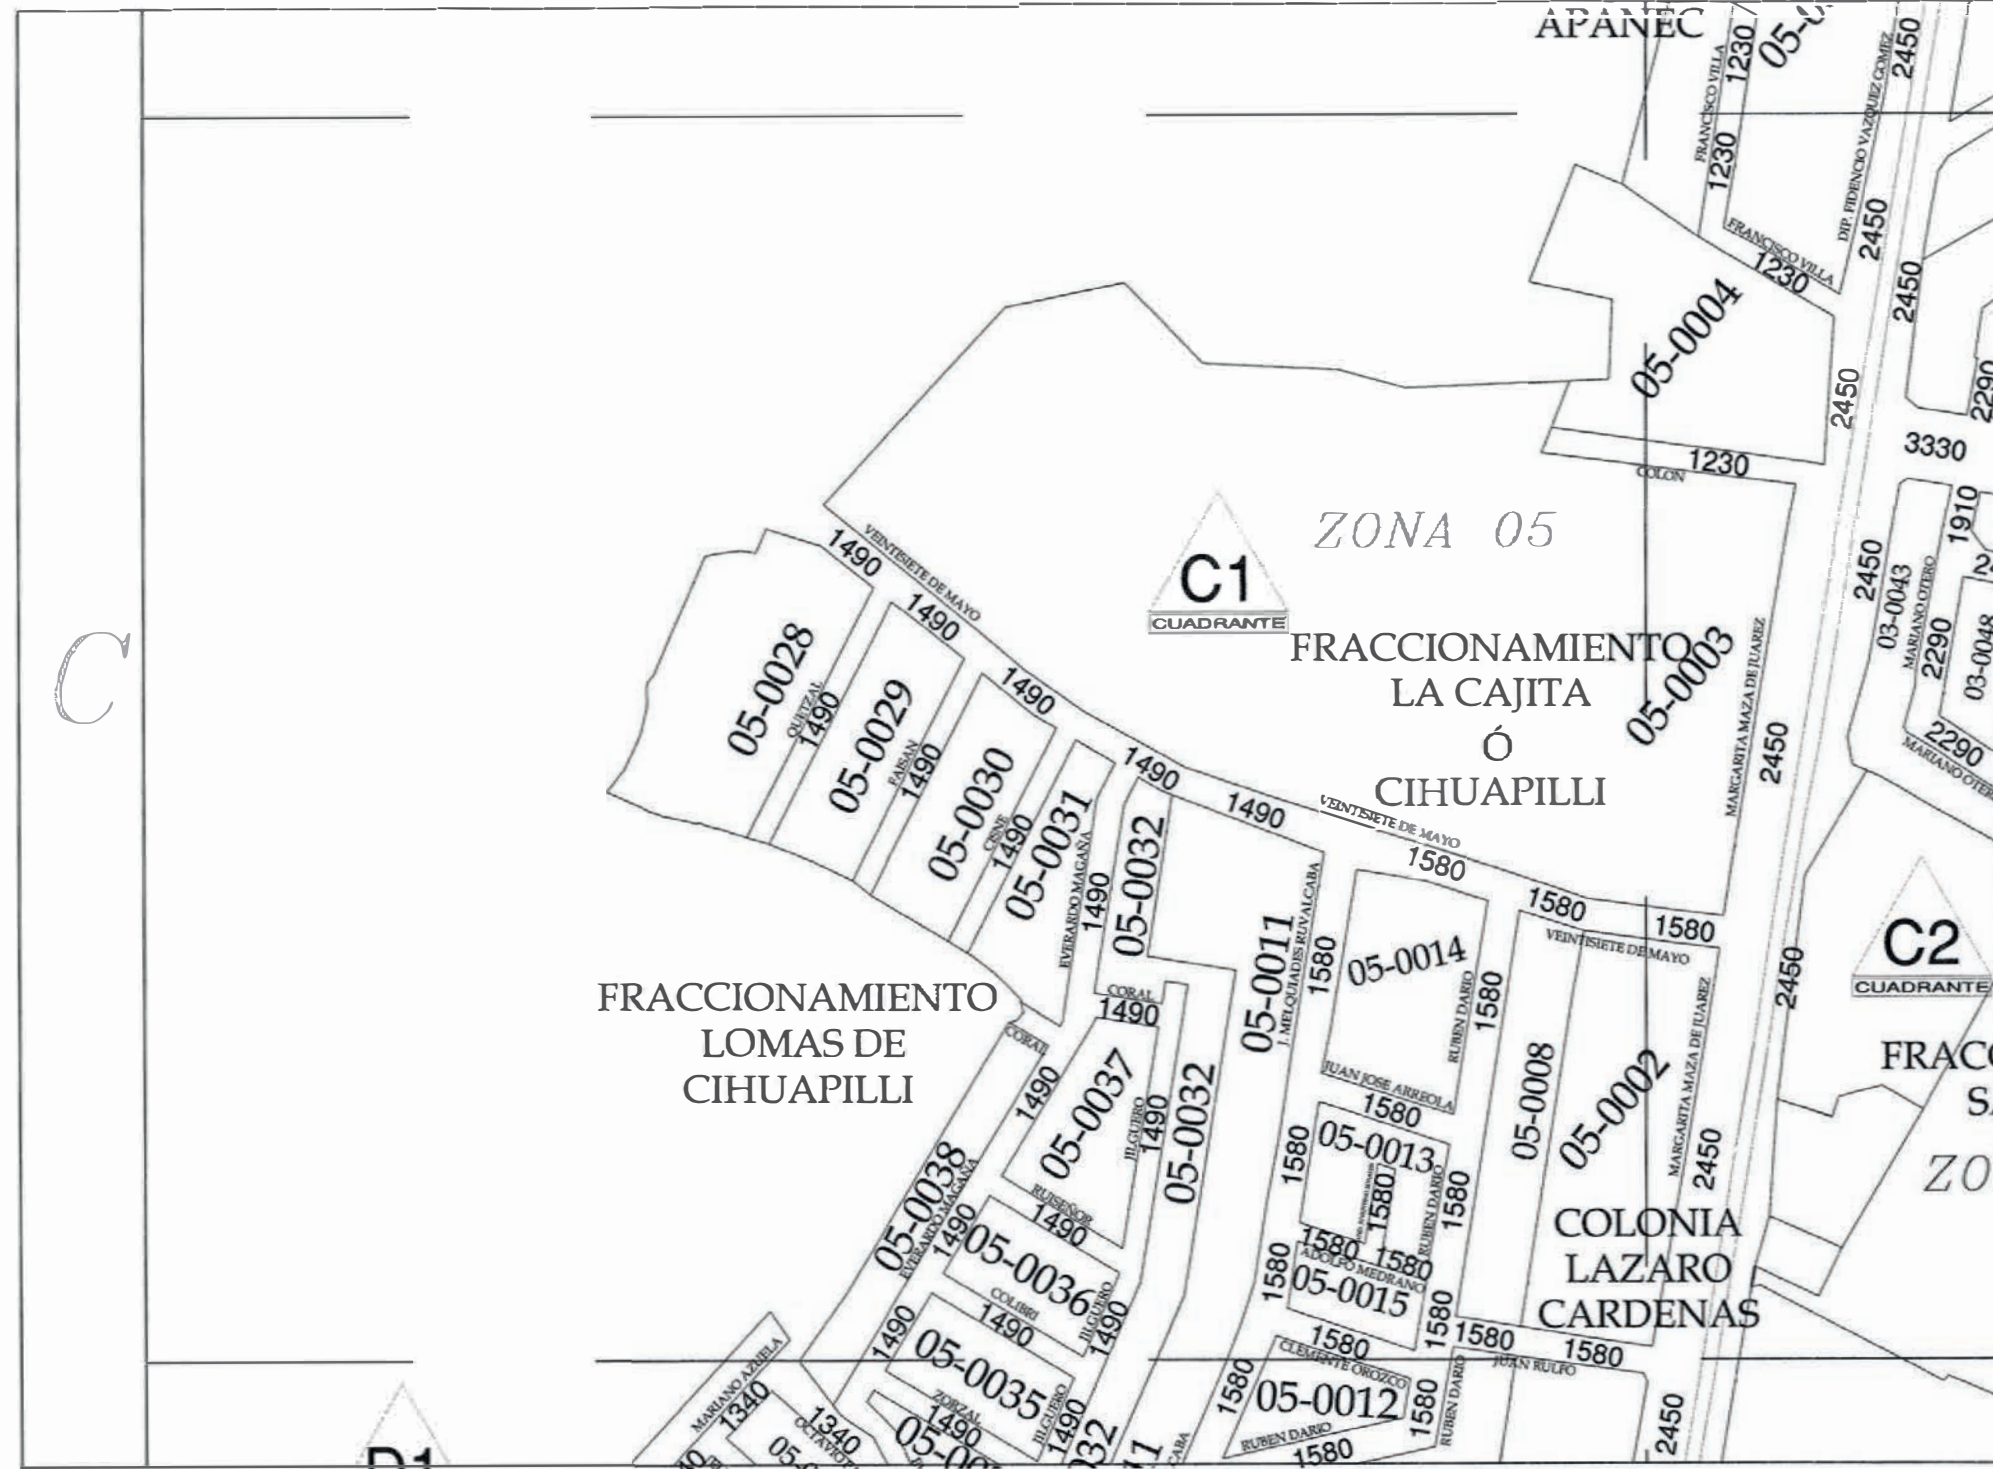 APANEC
FRANCISCO VILLA
1230
1230
FRANCISCO VILLA
1230
DIP. FIDENCIO VAZQUEZ GOMEZ
2450
2450
2450
2290
05-0004
2450
3330
1230
COLON
1910
ZONA 05
C1
CUADRANTE
FRACCIONAMIENTO
LA CAJITA
Ó
CIHUAPILLI
05-0003
MARGARITA MAZA DE JUAREZ
2450
2450
03-0043
MARIANO OTERO
2290
03-0048
2290
MARIANO OTERO
C
1490
VEINTISIETE DE MAYO
1490
1490
1490
1490
VEINTISIETE DE MAYO
1580
1580
1580
VEINTISIETE DE MAYO
05-0028
QUETZAL
1490
05-0029
FAISAN
1490
05-0030
CISNE
1490
05-0031
EVERARDO MAGAÑA
1490
05-0032
05-0011
J. MELQUIADES RUVALCABA
1580
05-0014
RUBEN DARIO
1580
2450
C2
CUADRANTE
FRACCIONAMIENTO
LOMAS DE
CIHUAPILLI
CORAL
1490
CORAL
1490
05-0037
JILGUERO
1490
05-0032
JUAN JOSE ARREOLA
1580
05-0008
05-0002
MARGARITA MAZA DE JUAREZ
2450
1580
05-0013
1580
RUBEN DARIO
1580
05-0038
EVERARDO MAGAÑA
1490
RUISEÑOR
1490
05-0036
JILGUERO
1490
COLIBRI
1490
1580
1580
1580
ADOLFO MEDRANO
05-0015
1580
COLONIA
LAZARO
CARDENAS
1580
1580
JUAN RULFO
1490
05-0035
JILGUERO
1490
ZORZAL
1490
1580
CLEMENTE OROZCO
1580
05-0012
RUBEN DARIO
1580
1580
RUBEN DARIO
2450
MARIANO AZUELA
1340
1340
D1